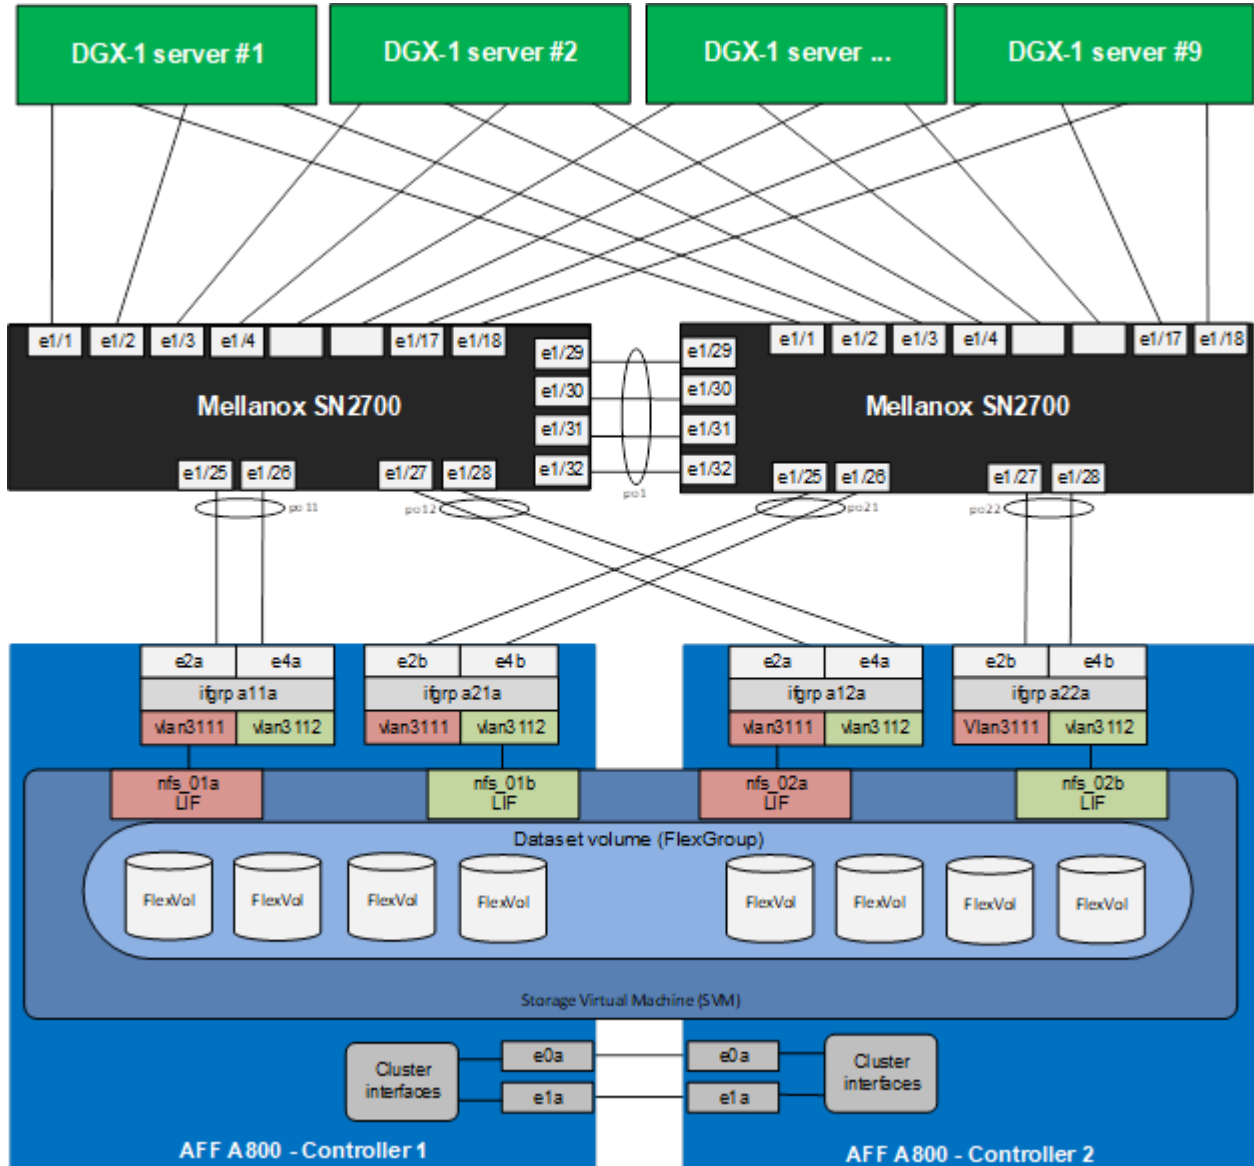 DGX-1 server #1
DGX-1 server #2
DGX-1 server ...
DGX-1 server #9
e1/1
e1/2
e1/3
e1/4
e1/17
e1/18
e1/1
e1/2
e1/3
e1/4
e1/17
e1/18
e1/29
e1/30
e1/31
e1/32
e1/29
e1/30
e1/31
e1/32
Mellanox SN2700
Mellanox SN2700
e1/25
e1/26
e1/27
e1/28
e1/25
e1/26
e1/27
e1/28
po11
po12
po1
po21
po22
e2a
e4a
ifgrp a11a
vlan3111
vlan3112
e2b
e4b
ifgrp a21a
vlan3111
vlan3112
e2a
e4a
ifgrp a12a
vlan3111
vlan3112
e2b
e4b
ifgrp a22a
Vlan3111
vlan3112
nfs_01a
LIF
nfs_01b
LIF
nfs_02a
LIF
nfs_02b
LIF
Dataset volume (FlexGroup)
FlexVol
FlexVol
FlexVol
FlexVol
FlexVol
FlexVol
FlexVol
FlexVol
Storage Virtual Machine (SVM)
Cluster
interfaces
e0a
e1a
e0a
e1a
Cluster
interfaces
AFF A800 - Controller 1
AFF A800 - Controller 2